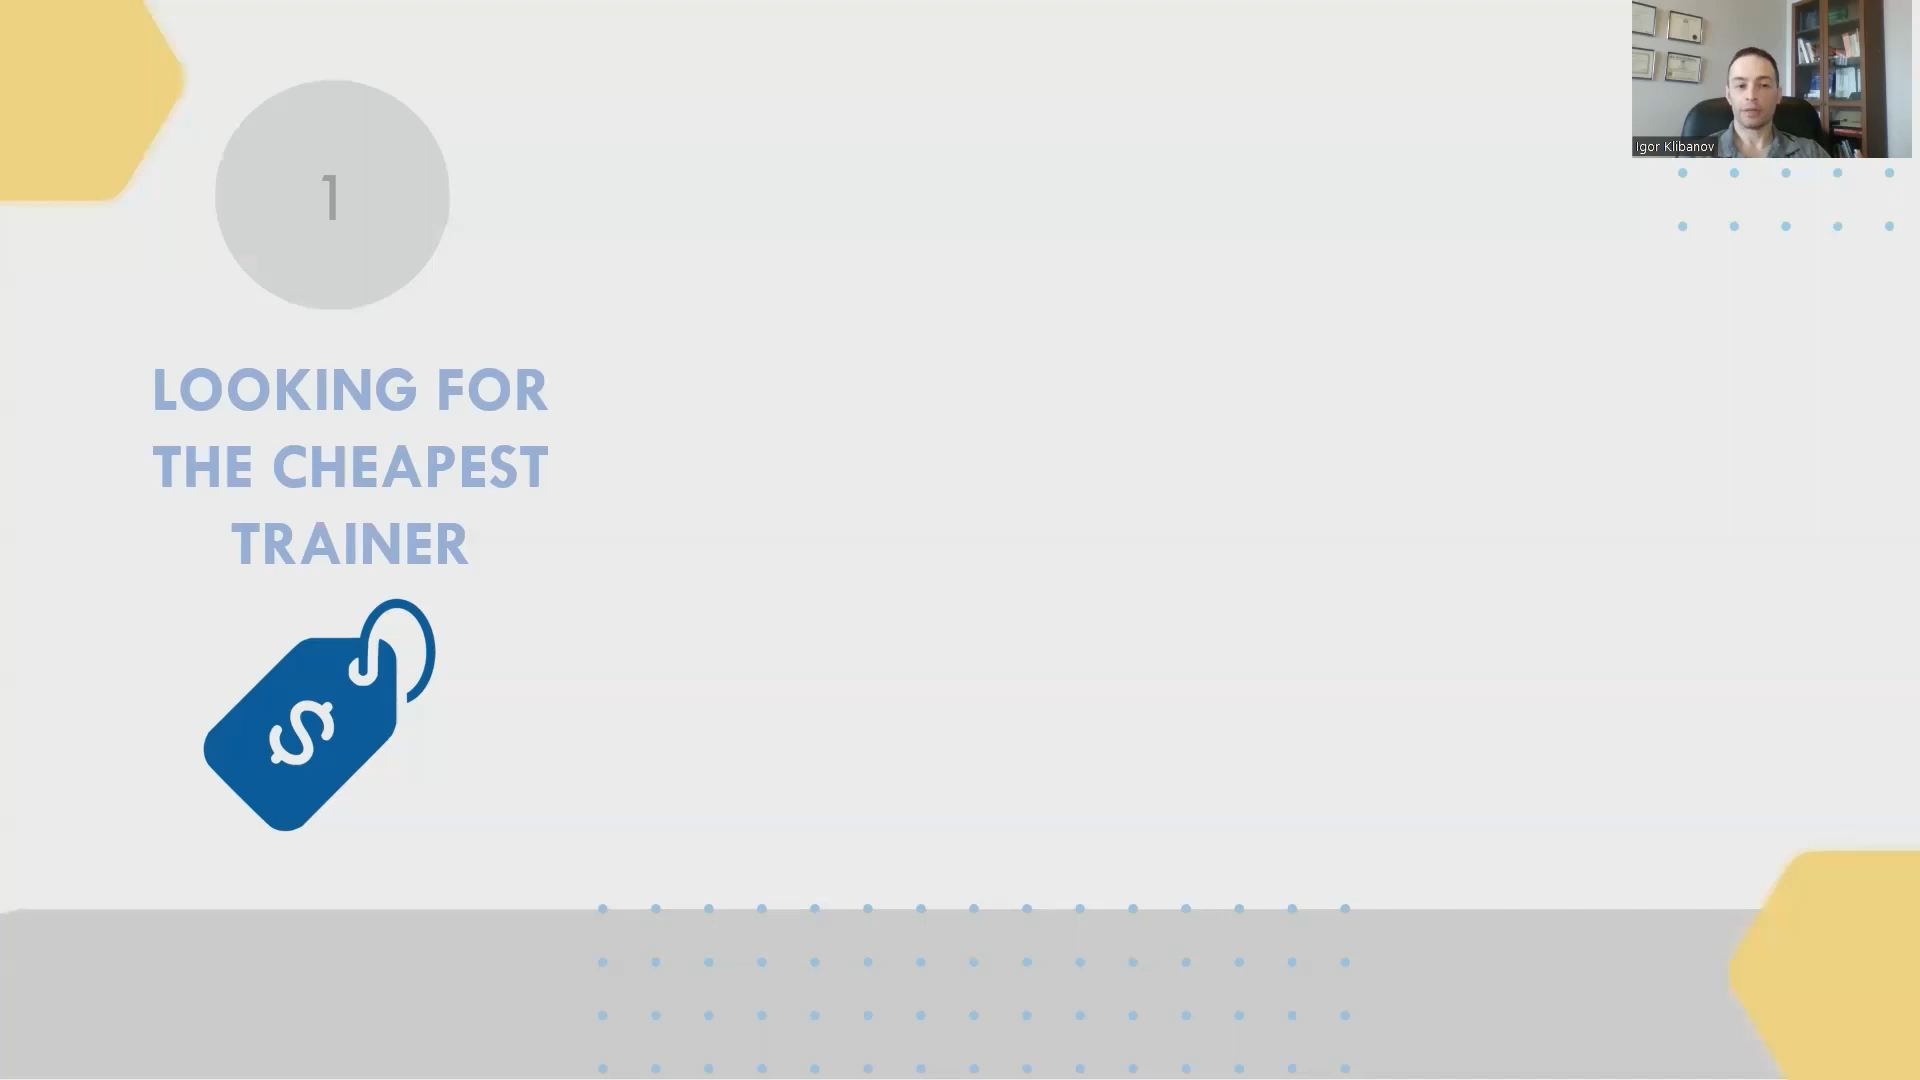 Igor Klibanov
1
LOOKING FOR
THE CHEAPEST
TRAINER
$